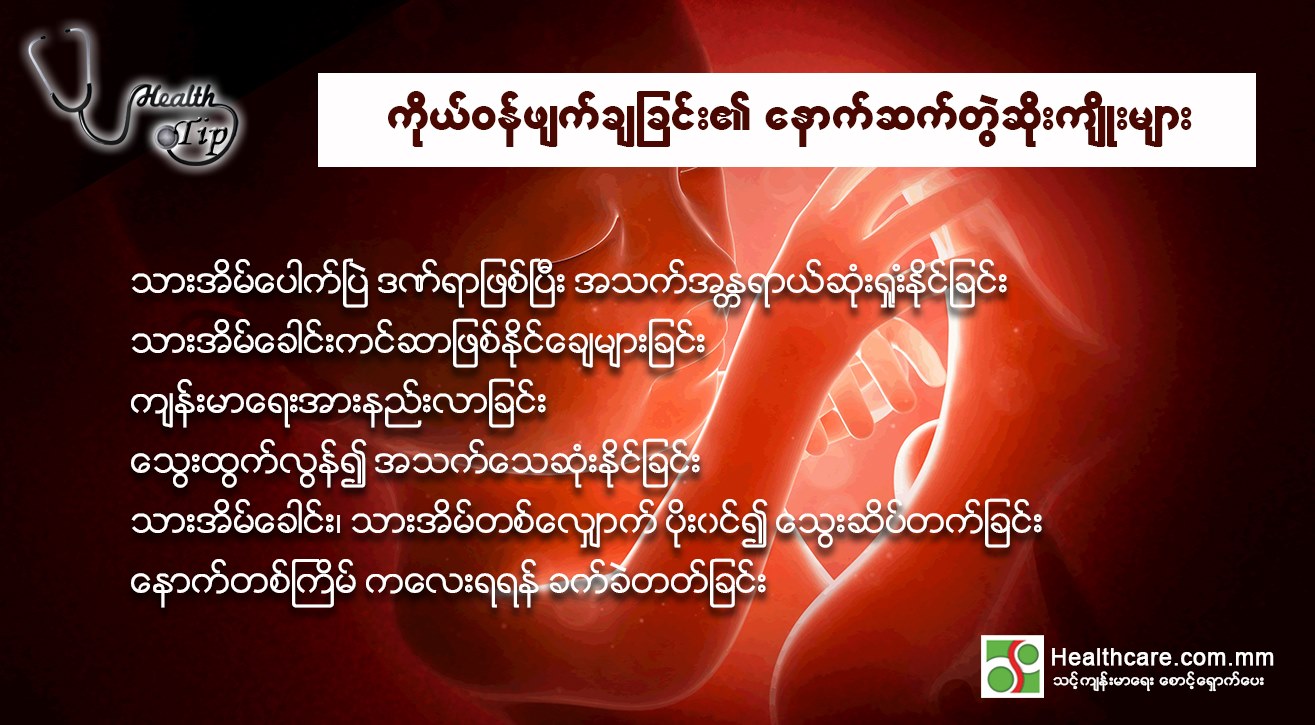 Health
Tip
ကိုယ်ဝန်ဖျက်ချခြင်း၏ နောက်ဆက်တွဲဆိုးကျိုးများ
သားအိမ်ပေါက်ပြဲ ဒဏ်ရာဖြစ်ပြီး အသက်အန္တရာယ်ဆုံးရှုံးနိုင်ခြင်း
သားအိမ်ခေါင်းကင်ဆာဖြစ်နိုင်ချေများခြင်း
ကျန်းမာရေးအားနည်းလာခြင်း
သွေးထွက်လွန်၍ အသက်သေဆုံးနိုင်ခြင်း
သားအိမ်ခေါင်း၊ သားအိမ်တစ်လျှောက် ပိုးဝင်၍ သွေးဆိပ်တက်ခြင်း
နောက်တစ်ကြိမ် ကလေးရရန် ခက်ခဲတတ်ခြင်း
Healthcare.com.mm
သင့်ကျန်းမာရေး စောင့်ရှောက်ပေး